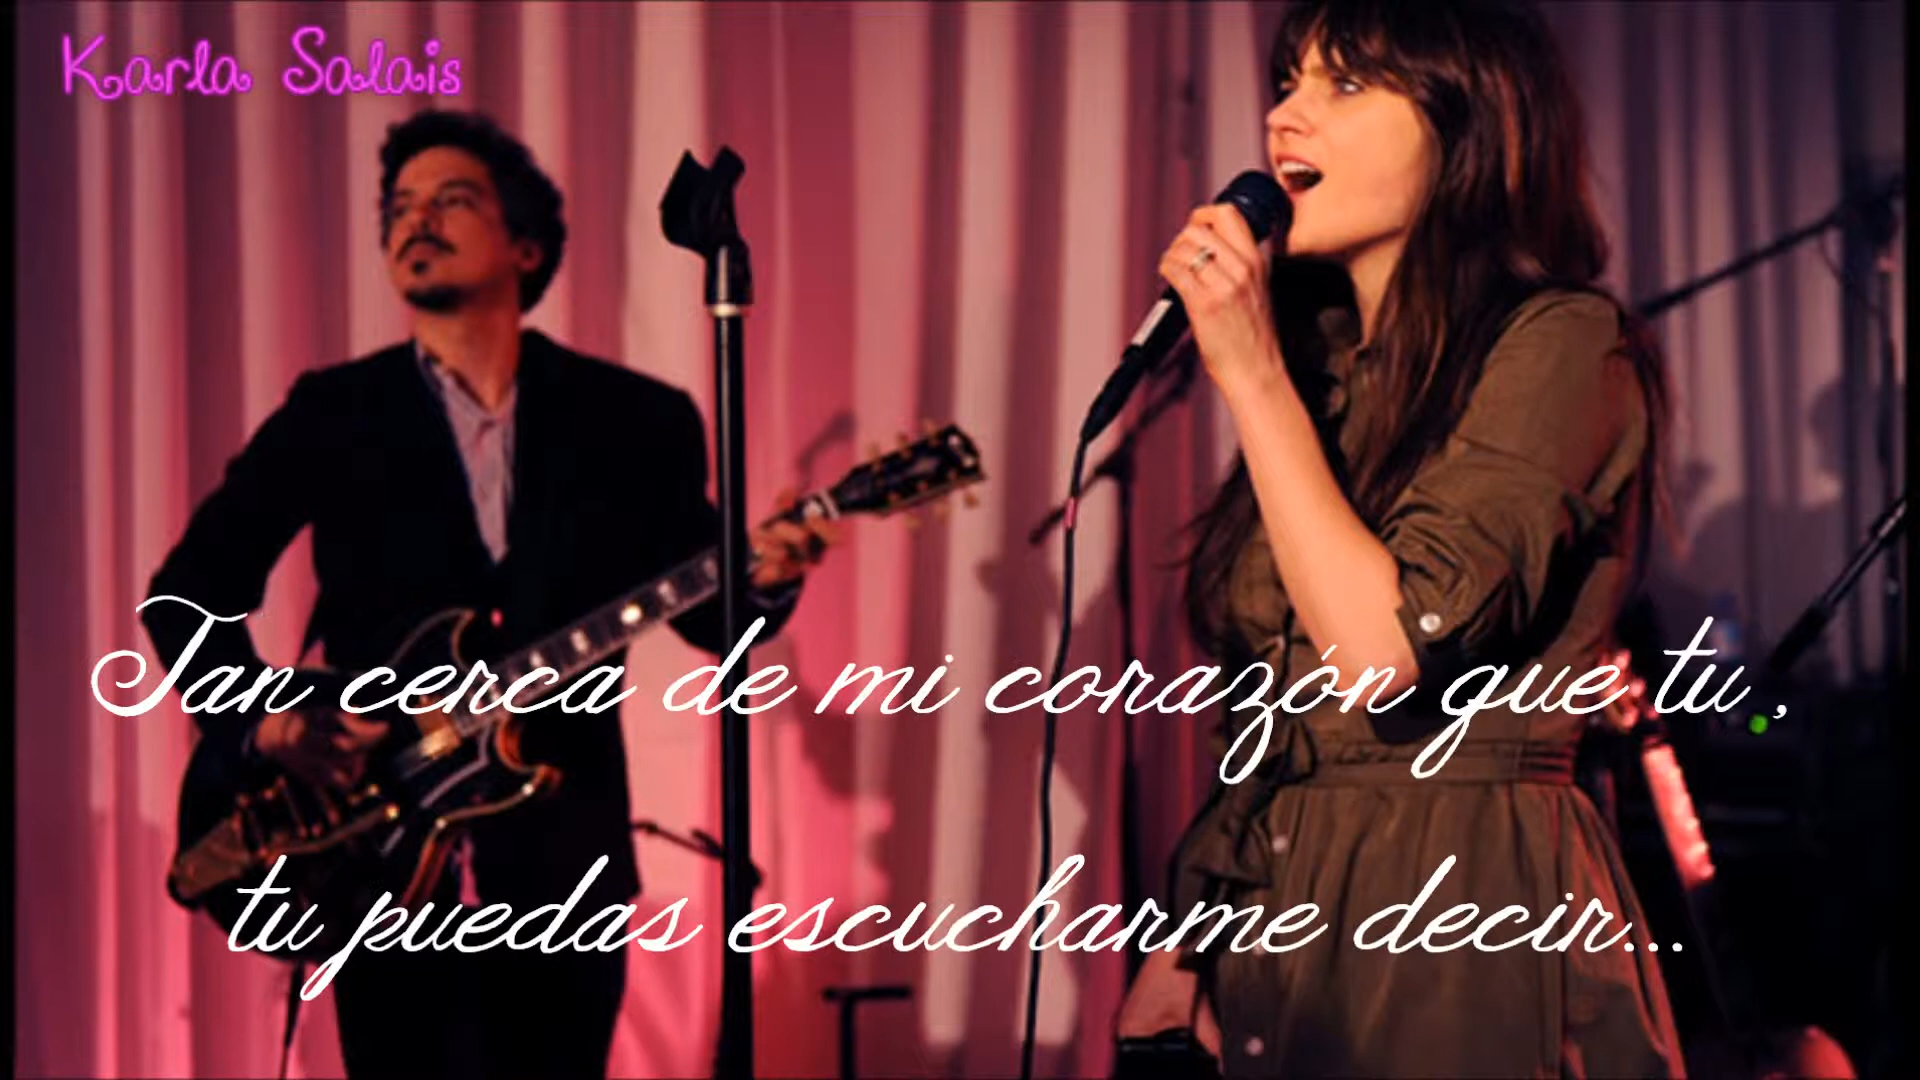 Karla Salais
Tan cerca de mi corazón que tu,
tu puedas escucharme decir...